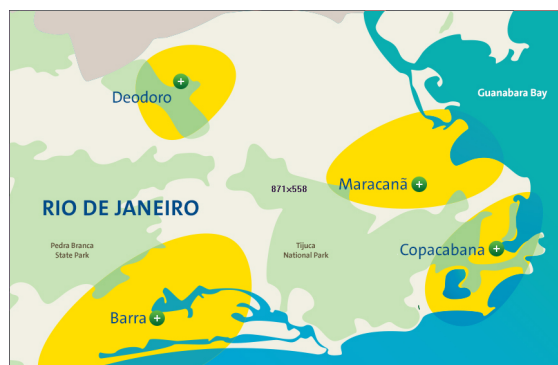 Guanabara Bay
Deodoro
Maracanã
871×558
RIO DE JANEIRO
Pedra Branca
State Park
Tijuca
National Park
Copacabana
Barra